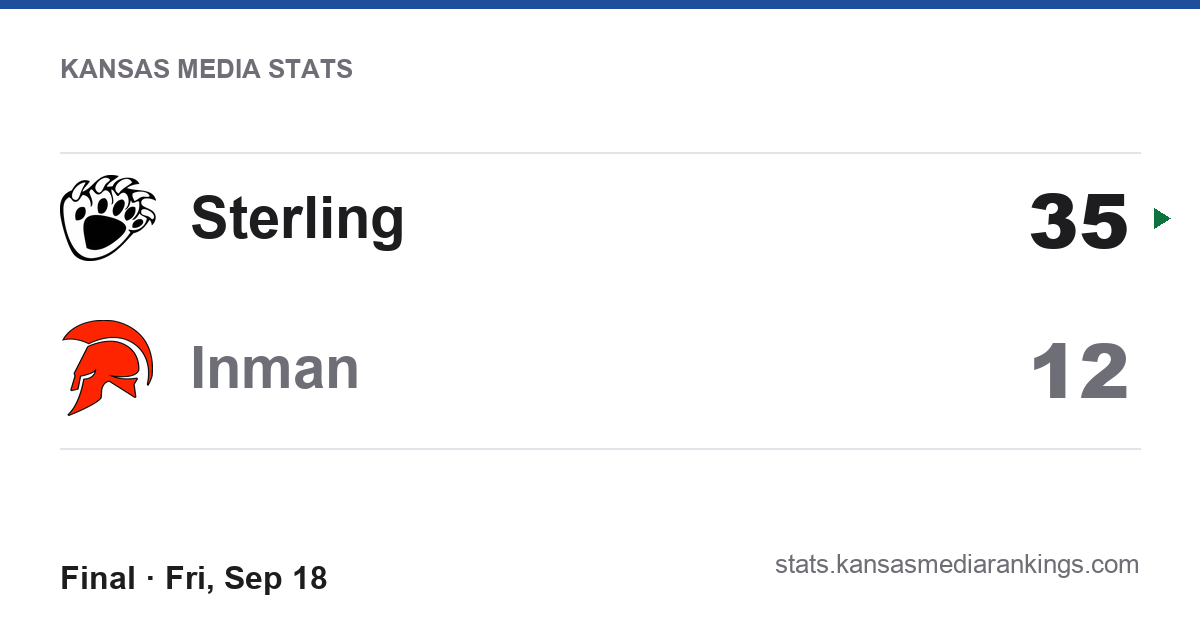 KANSAS MEDIA STATS
Sterling 35
Inman 12
Final · Fri, Sep 18
stats.kansasmediarankings.com